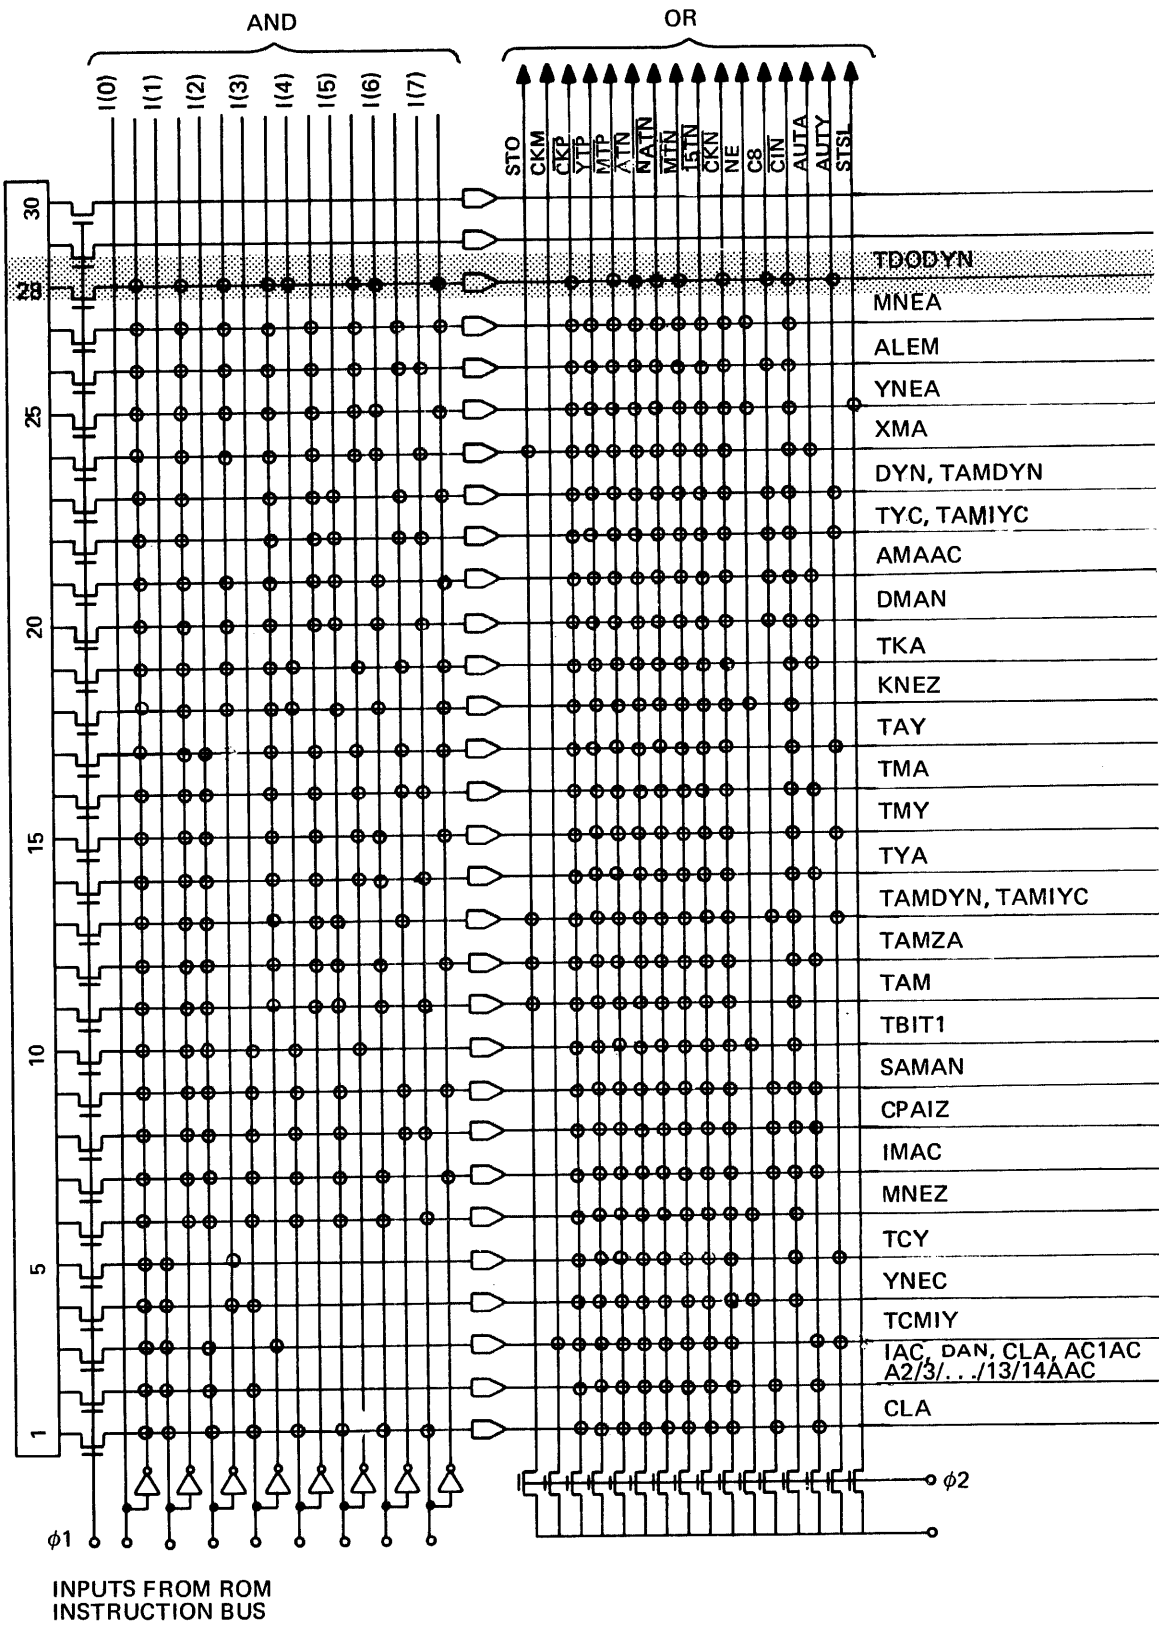 AND
OR
I(0)
I(1)
I(2)
I(3)
I(4)
I(5)
I(6)
I(7)
STO
CKM
CKP
YTP
MTP
ATN
NATN
MTN
15TN
CKN
NE
C8
CIN
AUTA
AUTY
STSL
30
TDODYN
28
MNEA
ALEM
YNEA
25
XMA
DYN, TAMDYN
TYC, TAMIYC
AMAAC
DMAN
20
TKA
KNEZ
TAY
TMA
TMY
15
TYA
TAMDYN, TAMIYC
TAMZA
TAM
TBIT1
10
SAMAN
CPAIZ
IMAC
MNEZ
TCY
5
YNEC
TCMIY
IAC, DAN, CLA, AC1AC
A2/3/. . ./13/14AAC
CLA
1
ϕ2
ϕ1
INPUTS FROM ROM
INSTRUCTION BUS